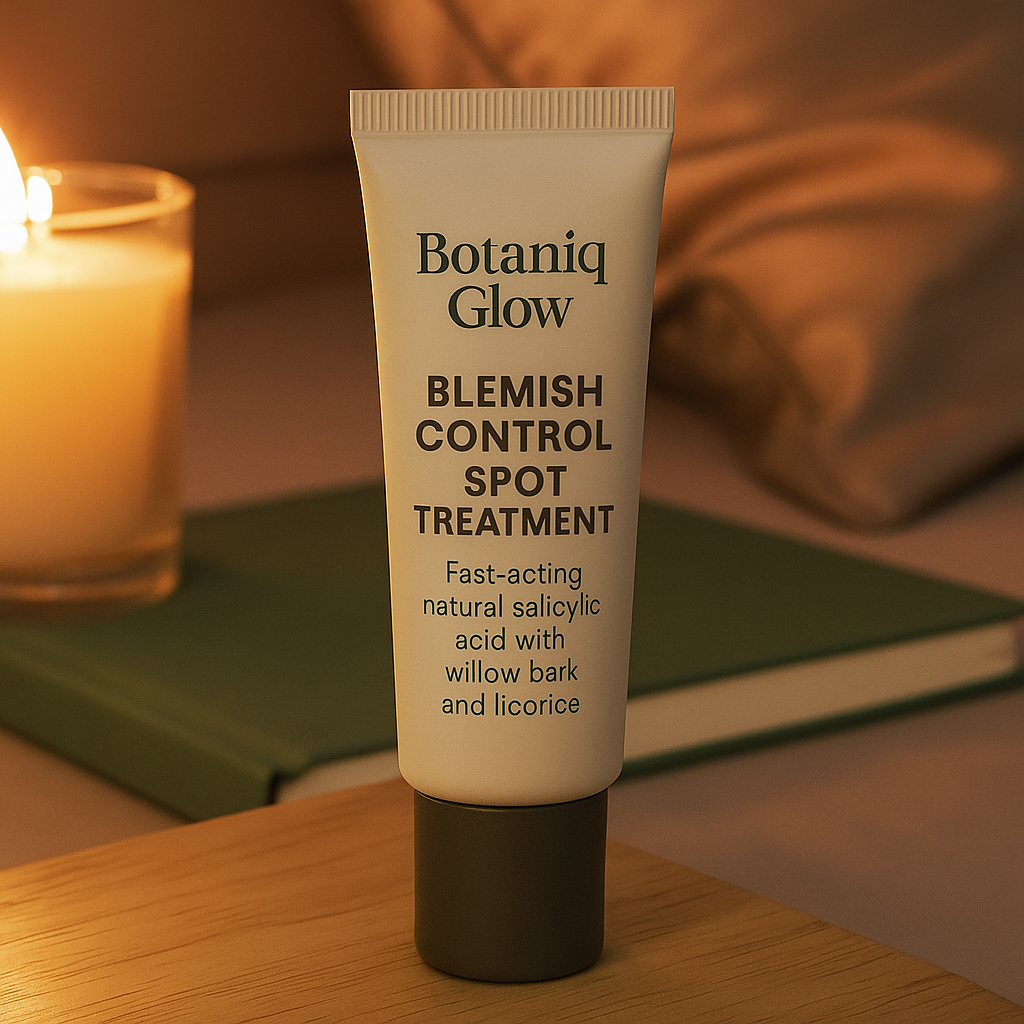 Botaniq
Glow
BLEMISH
CONTROL
SPOT
TREATMENT
Fast-acting
natural salicylic
acid with
willow bark
and licorice